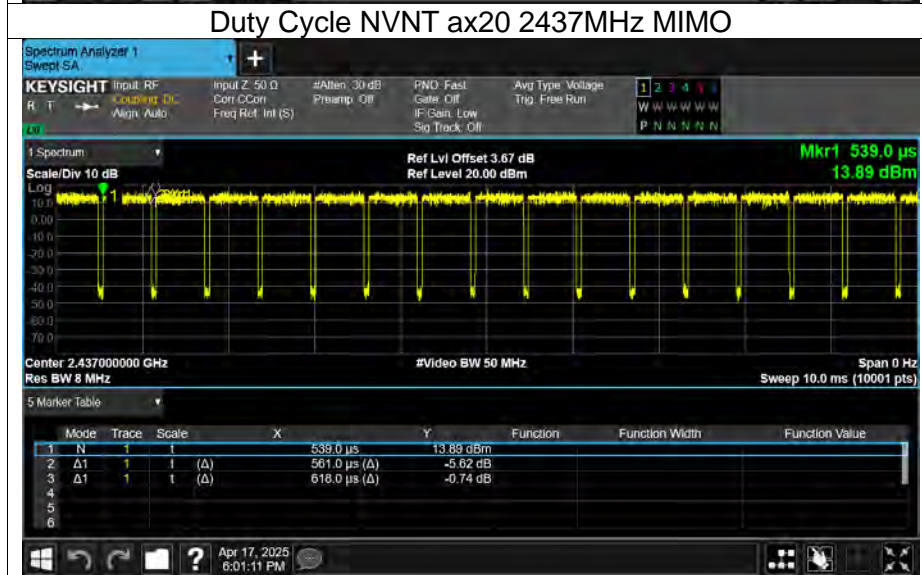 Duty Cycle NVNT ax20 2437MHz MIMO
Spectrum Analyzer 1
Swept SA
+
KEYSIGHT Input: RF Input Z: 50 Ω #Atten: 30 dB PNO: Fast Avg Type: Voltage 1 2 3 4 5 6
R T Coupling: DC Corr CCorr Preamp: Off Gate: Off Trig: Free Run W W W W W W
Align: Auto Freq Ref: Int (S) IF Gain: Low
Sig Track: Off P N N N N N
1 Spectrum Ref Lvl Offset 3.67 dB Mkr1 539.0 µs
Scale/Div 10 dB Ref Level 20.00 dBm 13.89 dBm
Log
10.0
1
0.00
-10.0
-20.0
-30.0
-40.0
-50.0
-60.0
-70.0
Center 2.437000000 GHz #Video BW 50 MHz Span 0 Hz
Res BW 8 MHz Sweep 10.0 ms (10001 pts)
5 Marker Table
Mode Trace Scale X Y Function Function Width Function Value
1 N 1 t 539.0 µs 13.89 dBm
2 Δ1 1 t (Δ) 561.0 µs (Δ) -5.62 dB
3 Δ1 1 t (Δ) 618.0 µs (Δ) -0.74 dB
4
5
6
? Apr 17, 2025
6:01:11 PM